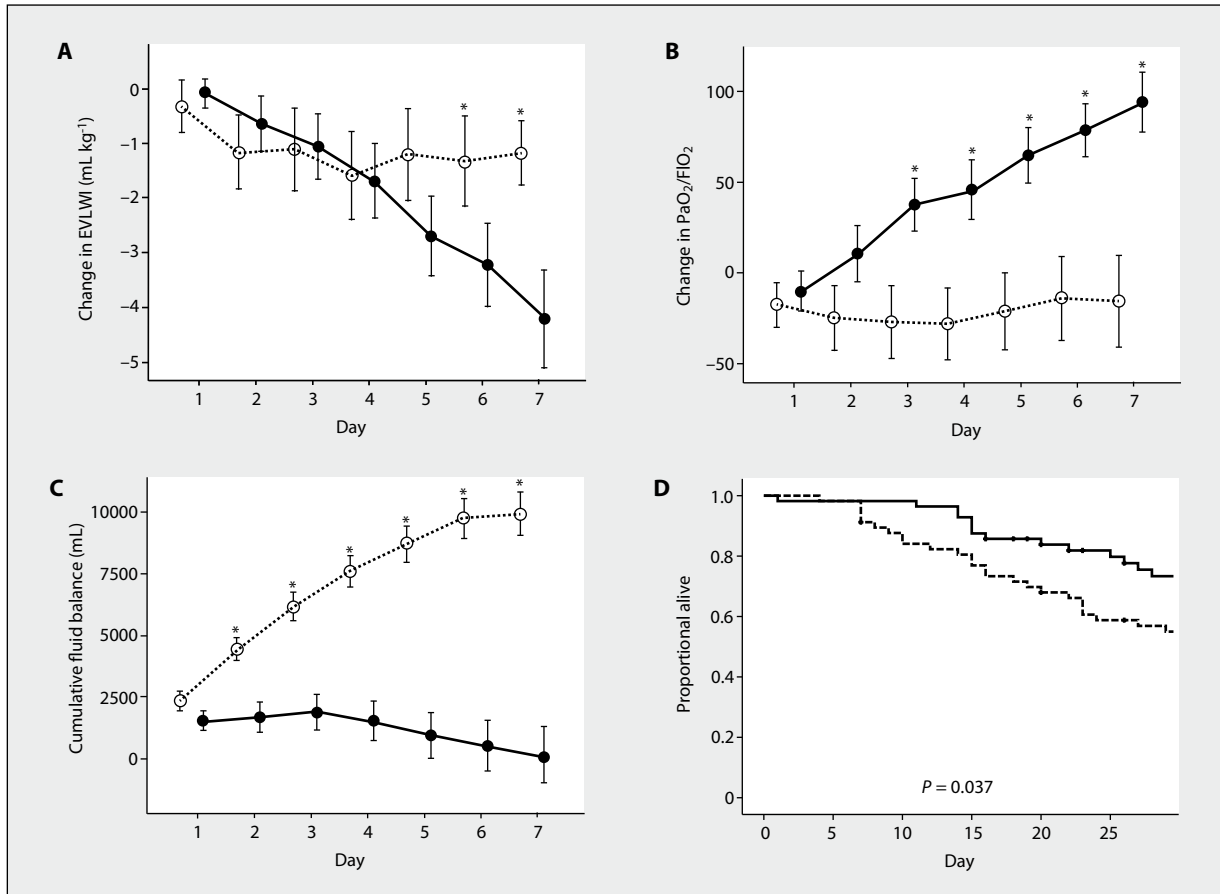 A
Change in EVLWI (mL kg⁻¹)
0
−1
−2
−3
−4
−5
* *
1 2 3 4 5 6 7
Day
B
Change in PaO₂/FIO₂
100
50
0
−50
* * * * *
1 2 3 4 5 6 7
Day
C
Cumulative fluid balance (mL)
10000
7500
5000
2500
0
* * * * * *
1 2 3 4 5 6 7
Day
D
Proportional alive
1.0
0.8
0.6
0.4
0.2
0
P = 0.037
0 5 10 15 20 25
Day